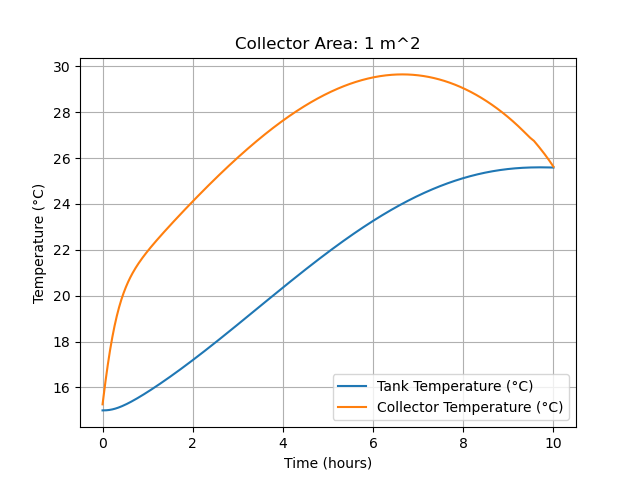 Collector Area: 1 m^2
Temperature (°C)
30
28
26
24
22
20
18
16
0
2
4
6
8
10
Time (hours)
Tank Temperature (°C)
Collector Temperature (°C)